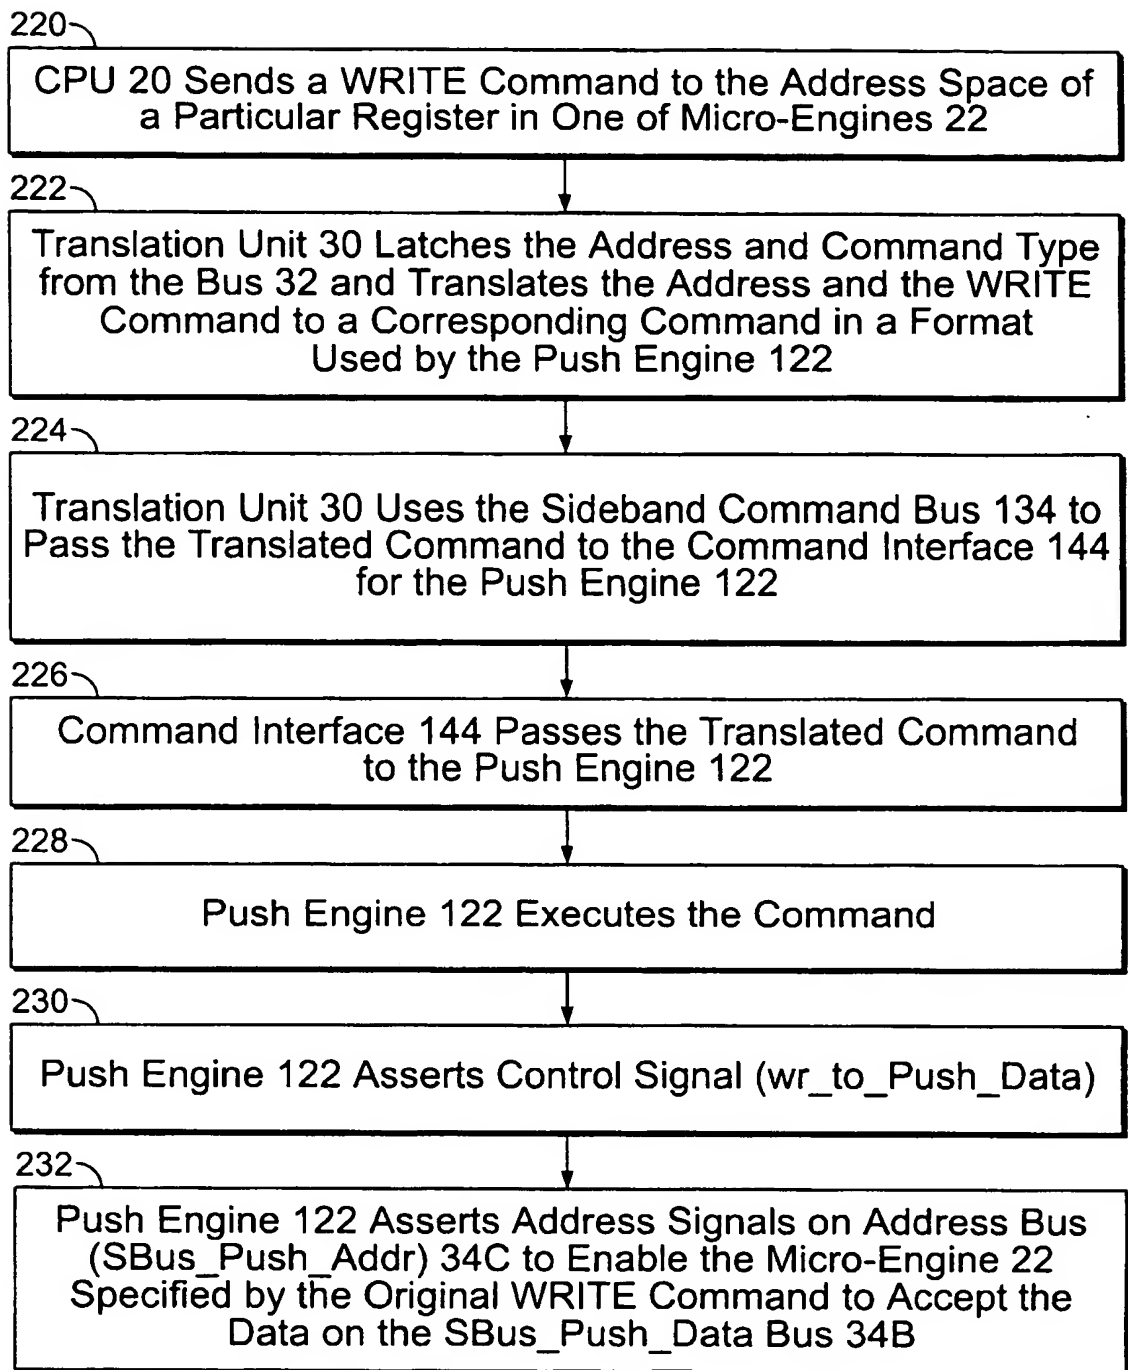 220
CPU 20 Sends a WRITE Command to the Address Space of
a Particular Register in One of Micro-Engines 22
222
Translation Unit 30 Latches the Address and Command Type
from the Bus 32 and Translates the Address and the WRITE
Command to a Corresponding Command in a Format
Used by the Push Engine 122
224
Translation Unit 30 Uses the Sideband Command Bus 134 to
Pass the Translated Command to the Command Interface 144
for the Push Engine 122
226
Command Interface 144 Passes the Translated Command
to the Push Engine 122
228
Push Engine 122 Executes the Command
230
Push Engine 122 Asserts Control Signal (wr_to_Push_Data)
232
Push Engine 122 Asserts Address Signals on Address Bus
(SBus_Push_Addr) 34C to Enable the Micro-Engine 22
Specified by the Original WRITE Command to Accept the
Data on the SBus_Push_Data Bus 34B